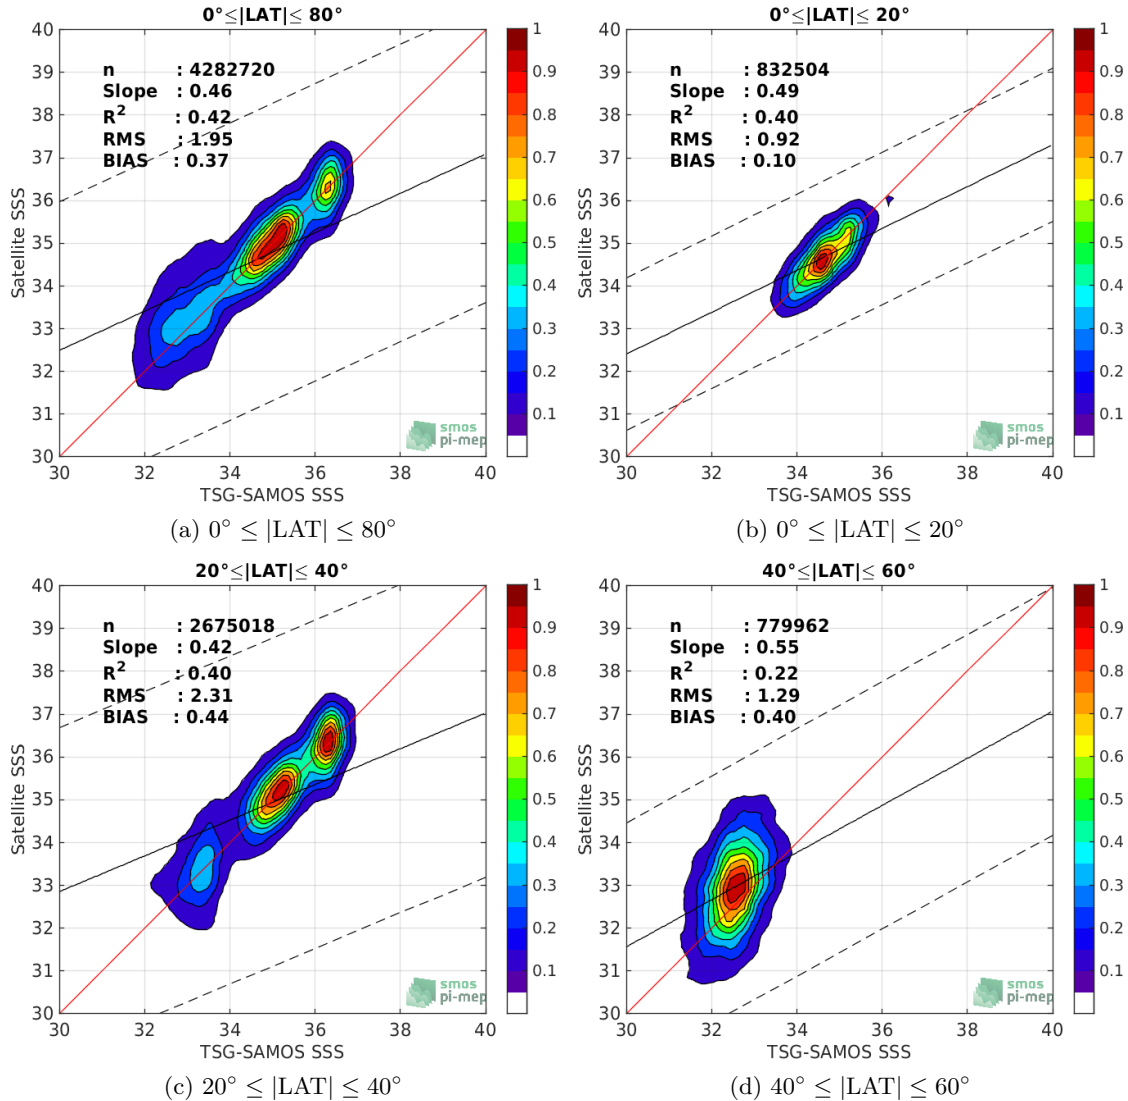 0°≤|LAT|≤ 80°
n : 4282720
Slope : 0.46
R² : 0.42
RMS : 1.95
BIAS : 0.37
40
39
38
37
36
35
34
33
32
31
30
30 32 34 36 38 40
Satellite SSS
TSG-SAMOS SSS
1
0.9
0.8
0.7
0.6
0.5
0.4
0.3
0.2
0.1
smos
pi-mep
(a) 0° ≤ |LAT| ≤ 80°
0°≤|LAT|≤ 20°
n : 832504
Slope : 0.49
R² : 0.40
RMS : 0.92
BIAS : 0.10
40
39
38
37
36
35
34
33
32
31
30
30 32 34 36 38 40
Satellite SSS
TSG-SAMOS SSS
1
0.9
0.8
0.7
0.6
0.5
0.4
0.3
0.2
0.1
smos
pi-mep
(b) 0° ≤ |LAT| ≤ 20°
20°≤|LAT|≤ 40°
n : 2675018
Slope : 0.42
R² : 0.40
RMS : 2.31
BIAS : 0.44
40
39
38
37
36
35
34
33
32
31
30
30 32 34 36 38 40
Satellite SSS
TSG-SAMOS SSS
1
0.9
0.8
0.7
0.6
0.5
0.4
0.3
0.2
0.1
smos
pi-mep
(c) 20° ≤ |LAT| ≤ 40°
40°≤|LAT|≤ 60°
n : 779962
Slope : 0.55
R² : 0.22
RMS : 1.29
BIAS : 0.40
40
39
38
37
36
35
34
33
32
31
30
30 32 34 36 38 40
Satellite SSS
TSG-SAMOS SSS
1
0.9
0.8
0.7
0.6
0.5
0.4
0.3
0.2
0.1
smos
pi-mep
(d) 40° ≤ |LAT| ≤ 60°